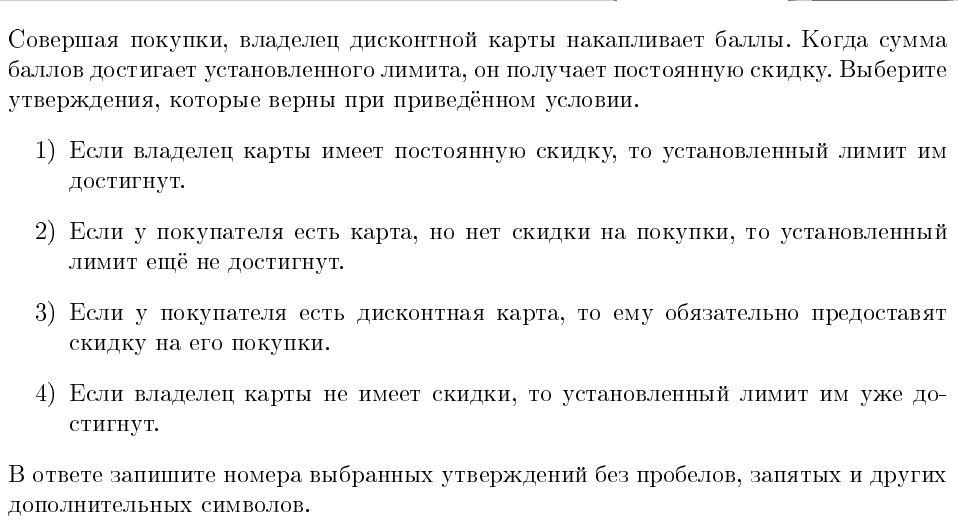 Совершая покупки, владелец дисконтной карты накапливает баллы. Когда сумма
баллов достигает установленного лимита, он получает постоянную скидку. Выберите
утверждения, которые верны при приведённом условии.
1) Если владелец карты имеет постоянную скидку, то установленный лимит им
достигнут.
2) Если у покупателя есть карта, но нет скидки на покупки, то установленный
лимит ещё не достигнут.
3) Если у покупателя есть дисконтная карта, то ему обязательно предоставят
скидку на его покупки.
4) Если владелец карты не имеет скидки, то установленный лимит им уже до-
стигнут.
В ответе запишите номера выбранных утверждений без пробелов, запятых и других
дополнительных символов.